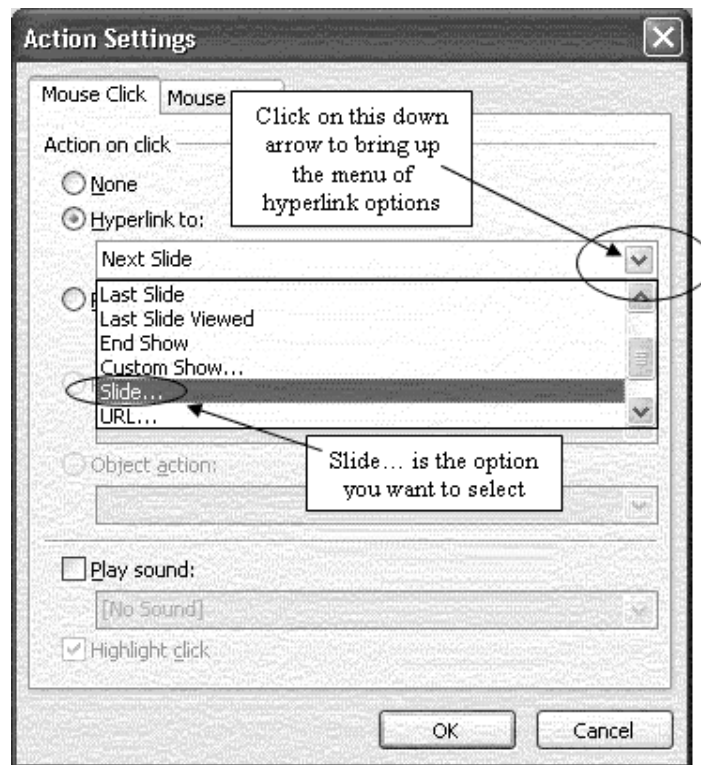 Action Settings
Mouse Click
Mouse
Click on this down
arrow to bring up
the menu of
hyperlink options
Action on click
None
Hyperlink to:
Next Slide
Last Slide
Last Slide Viewed
End Show
Custom Show...
Slide...
URL...
Slide... is the option
you want to select
Object action:
Play sound:
[No Sound]
Highlight click
OK
Cancel